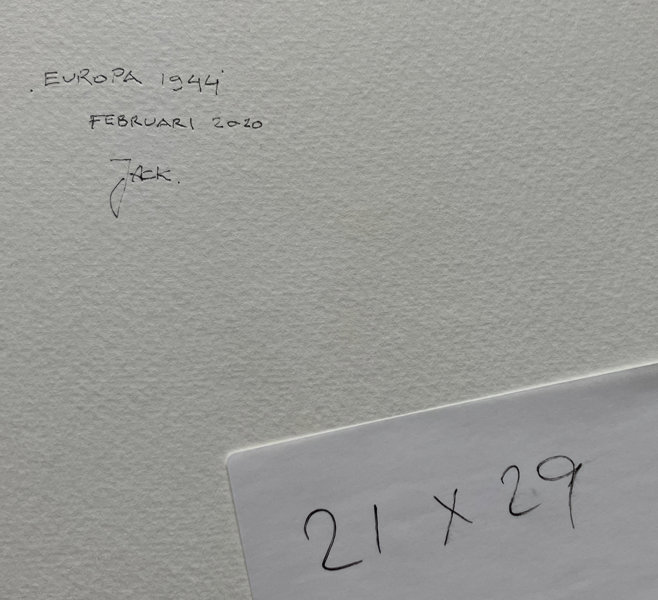 . EUROPA 1944
FEBRUARI 2020
JACK.
21 x 29